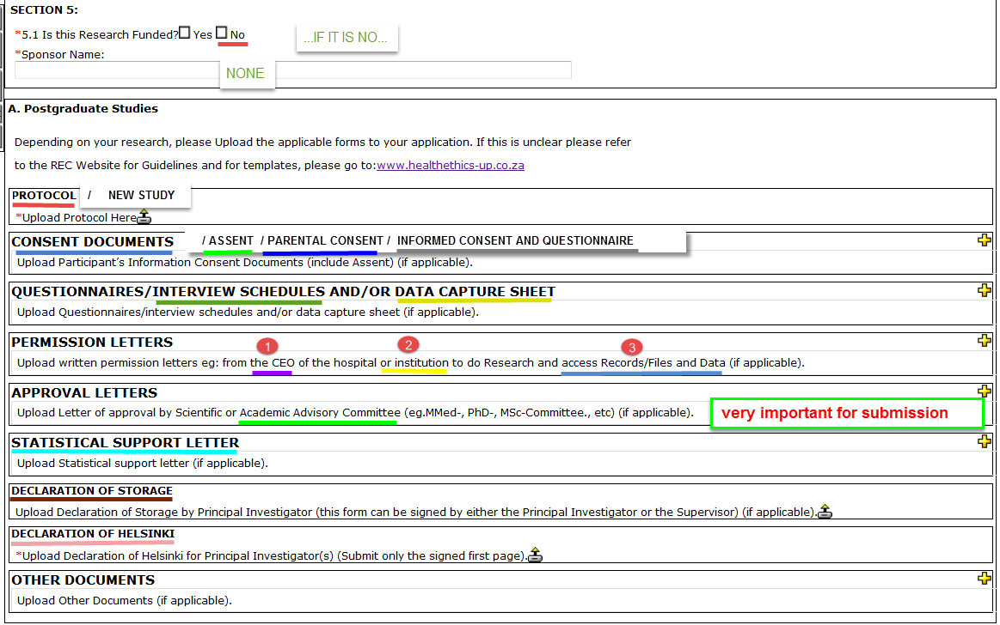 SECTION 5:
*5.1 Is this Research Funded? Yes No
...IF IT IS NO...
*Sponsor Name:
NONE
A. Postgraduate Studies
Depending on your research, please Upload the applicable forms to your application. If this is unclear please refer
to the REC Website for Guidelines and for templates, please go to:www.healthethics-up.co.za
PROTOCOL / NEW STUDY
*Upload Protocol Here
CONSENT DOCUMENTS / ASSENT / PARENTAL CONSENT / INFORMED CONSENT AND QUESTIONNAIRE
Upload Participant's Information Consent Documents (include Assent) (if applicable).
QUESTIONNAIRES/INTERVIEW SCHEDULES AND/OR DATA CAPTURE SHEET
Upload Questionnaires/interview schedules and/or data capture sheet (if applicable).
PERMISSION LETTERS
1 2 3
Upload written permission letters eg: from the CEO of the hospital or institution to do Research and access Records/Files and Data (if applicable).
APPROVAL LETTERS
Upload Letter of approval by Scientific or Academic Advisory Committee (eg.MMed-, PhD-, MSc-Committee., etc) (if applicable).
very important for submission
STATISTICAL SUPPORT LETTER
Upload Statistical support letter (if applicable).
DECLARATION OF STORAGE
Upload Declaration of Storage by Principal Investigator (this form can be signed by either the Principal Investigator or the Supervisor) (if applicable).
DECLARATION OF HELSINKI
*Upload Declaration of Helsinki for Principal Investigator(s) (Submit only the signed first page).
OTHER DOCUMENTS
Upload Other Documents (if applicable).